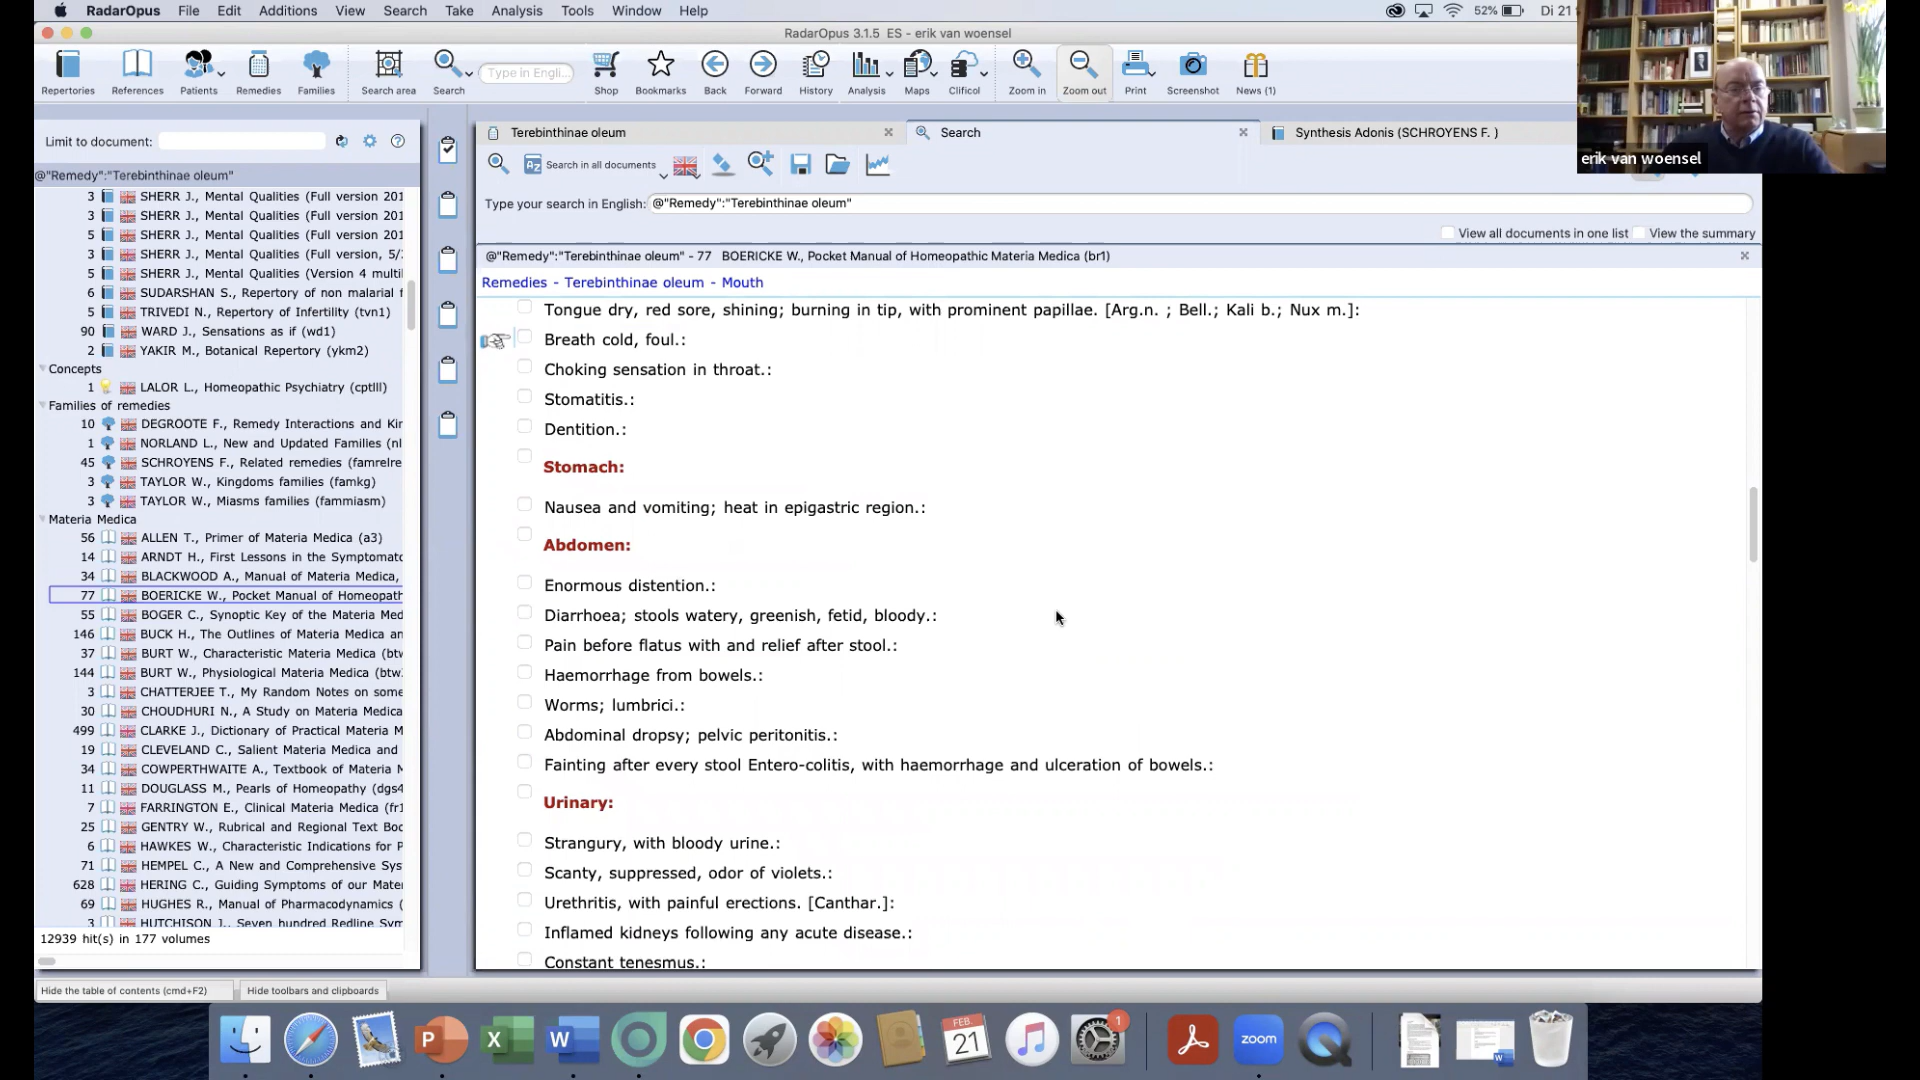 RadarOpus File Edit Additions View Search Take Analysis Tools Window Help 52% Di 21
RadarOpus 3.1.5 ES - erik van woensel
Type in Engli...
Repertories References Patients Remedies Families Search area Search Shop Bookmarks Back Forward History Analysis Maps Clificol Zoom in Zoom out Print Screenshot News (1)
erik van woensel
Limit to document:
Terebinthinae oleum
Search
Synthesis Adonis (SCHROYENS F. )
Search in all documents
@"Remedy":"Terebinthinae oleum"
3 SHERR J., Mental Qualities (Full version 201
3 SHERR J., Mental Qualities (Full version 201
5 SHERR J., Mental Qualities (Full version 201
3 SHERR J., Mental Qualities (Full version, 5/
5 SHERR J., Mental Qualities (Version 4 multi
6 SUDARSHAN S., Repertory of non malarial f
5 TRIVEDI N., Repertory of Infertility (tvn1)
90 WARD J., Sensations as if (wd1)
2 YAKIR M., Botanical Repertory (ykm2)
Concepts
1 LALOR L., Homeopathic Psychiatry (cptlll)
Families of remedies
10 DEGROOTE F., Remedy Interactions and Kin
1 NORLAND L., New and Updated Families (nl
45 SCHROYENS F., Related remedies (famrelre
3 TAYLOR W., Kingdoms families (famkg)
3 TAYLOR W., Miasms families (fammiasm)
Materia Medica
56 ALLEN T., Primer of Materia Medica (a3)
14 ARNDT H., First Lessons in the Symptomato
34 BLACKWOOD A., Manual of Materia Medica,
77 BOERICKE W., Pocket Manual of Homeopath
55 BOGER C., Synoptic Key of the Materia Med
146 BUCK H., The Outlines of Materia Medica an
37 BURT W., Characteristic Materia Medica (btw
144 BURT W., Physiological Materia Medica (btw
3 CHATTERJEE T., My Random Notes on some
30 CHOUDHURI N., A Study on Materia Medica
499 CLARKE J., Dictionary of Practical Materia M
19 CLEVELAND C., Salient Materia Medica and
34 COWPERTHWAITE A., Textbook of Materia M
11 DOUGLASS M., Pearls of Homeopathy (dgs4
7 FARRINGTON E., Clinical Materia Medica (fr1
25 GENTRY W., Rubrical and Regional Text Boo
6 HAWKES W., Characteristic Indications for P
71 HEMPEL C., A New and Comprehensive Sys
628 HERING C., Guiding Symptoms of our Mater
69 HUGHES R., Manual of Pharmacodynamics (
3 HUTCHISON J., Seven hundred Redline Sym
12939 hit(s) in 177 volumes
Type your search in English: @"Remedy":"Terebinthinae oleum"
View all documents in one list View the summary
@"Remedy":"Terebinthinae oleum" - 77 BOERICKE W., Pocket Manual of Homeopathic Materia Medica (br1)
Remedies - Terebinthinae oleum - Mouth
Tongue dry, red sore, shining; burning in tip, with prominent papillae. [Arg.n. ; Bell.; Kali b.; Nux m.]:
Breath cold, foul.:
Choking sensation in throat.:
Stomatitis.:
Dentition.:
Stomach:
Nausea and vomiting; heat in epigastric region.:
Abdomen:
Enormous distention.:
Diarrhoea; stools watery, greenish, fetid, bloody.:
Pain before flatus with and relief after stool.:
Haemorrhage from bowels.:
Worms; lumbrici.:
Abdominal dropsy; pelvic peritonitis.:
Fainting after every stool Entero-colitis, with haemorrhage and ulceration of bowels.:
Urinary:
Strangury, with bloody urine.:
Scanty, suppressed, odor of violets.:
Urethritis, with painful erections. [Canthar.]:
Inflamed kidneys following any acute disease.:
Constant tenesmus.:
Hide the table of contents (cmd+F2) Hide toolbars and clipboards
FEB.
21
1
zoom